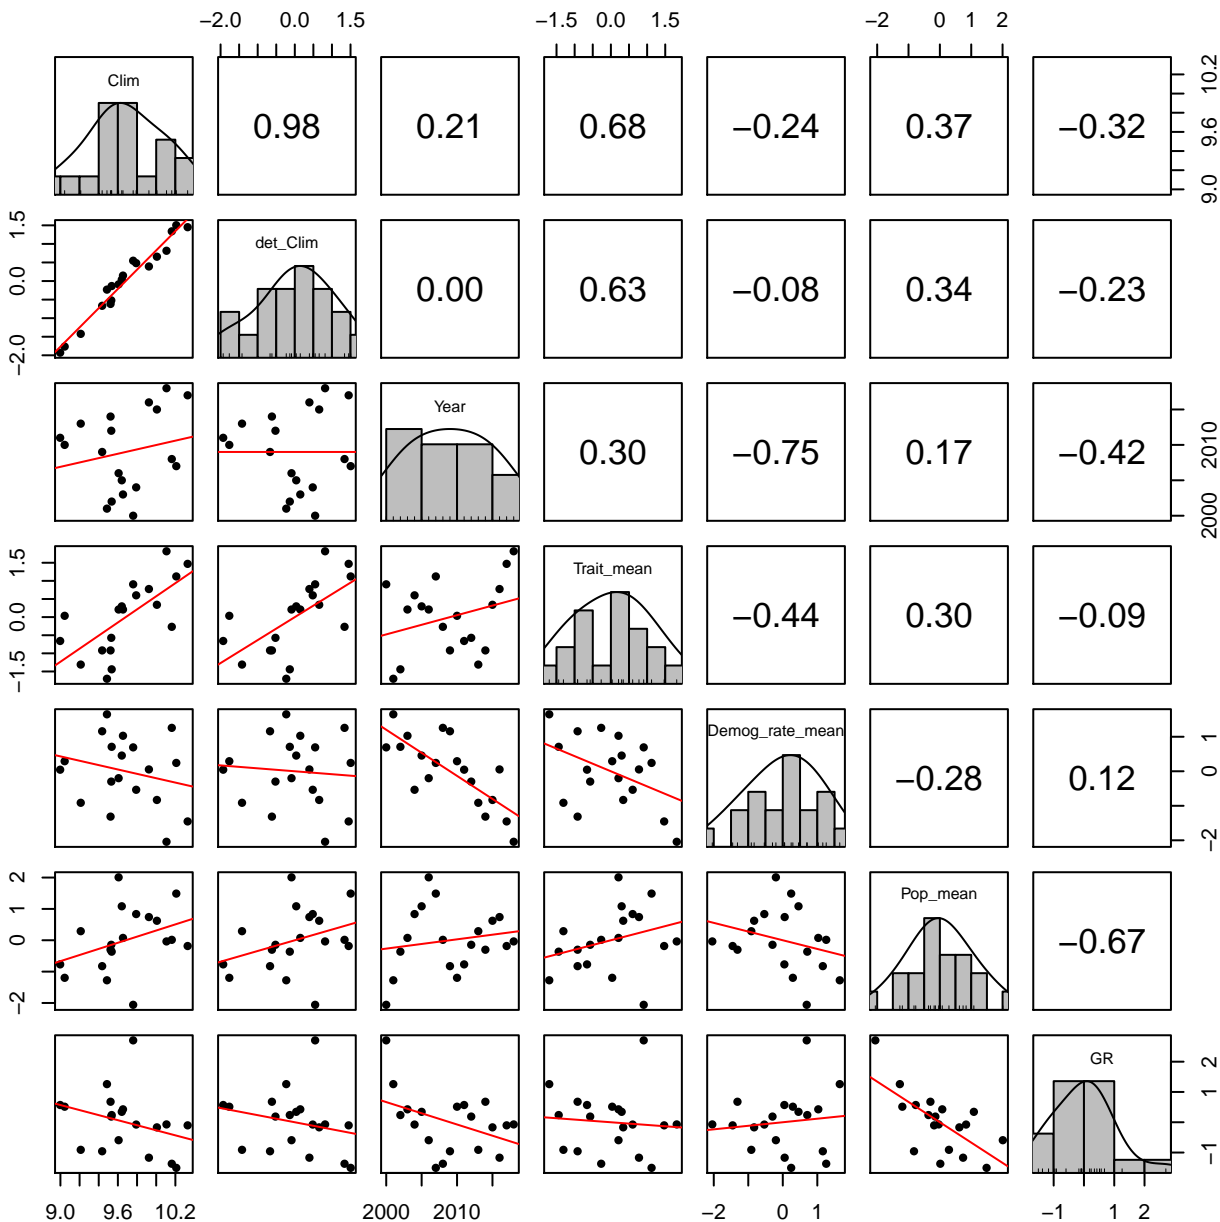 −2.0 0.0 1.5 −1.5 0.0 1.5 −2 0 2
Clim 0.98 0.21 0.68 −0.24 0.37 −0.32 9.0 9.6 10.2
−2.0 0.0 1.5 det_Clim 0.00 0.63 −0.08 0.34 −0.23
Year 0.30 −0.75 0.17 −0.42 2000 2010
−1.5 0.0 1.5 Trait_mean −0.44 0.30 −0.09
Demog_rate_mean −0.28 0.12 −2 0 1
−2 0 1 2 Pop_mean −0.67
GR −1 1 2
9.0 9.6 10.2 2000 2010 −2 0 1 −1 1 2